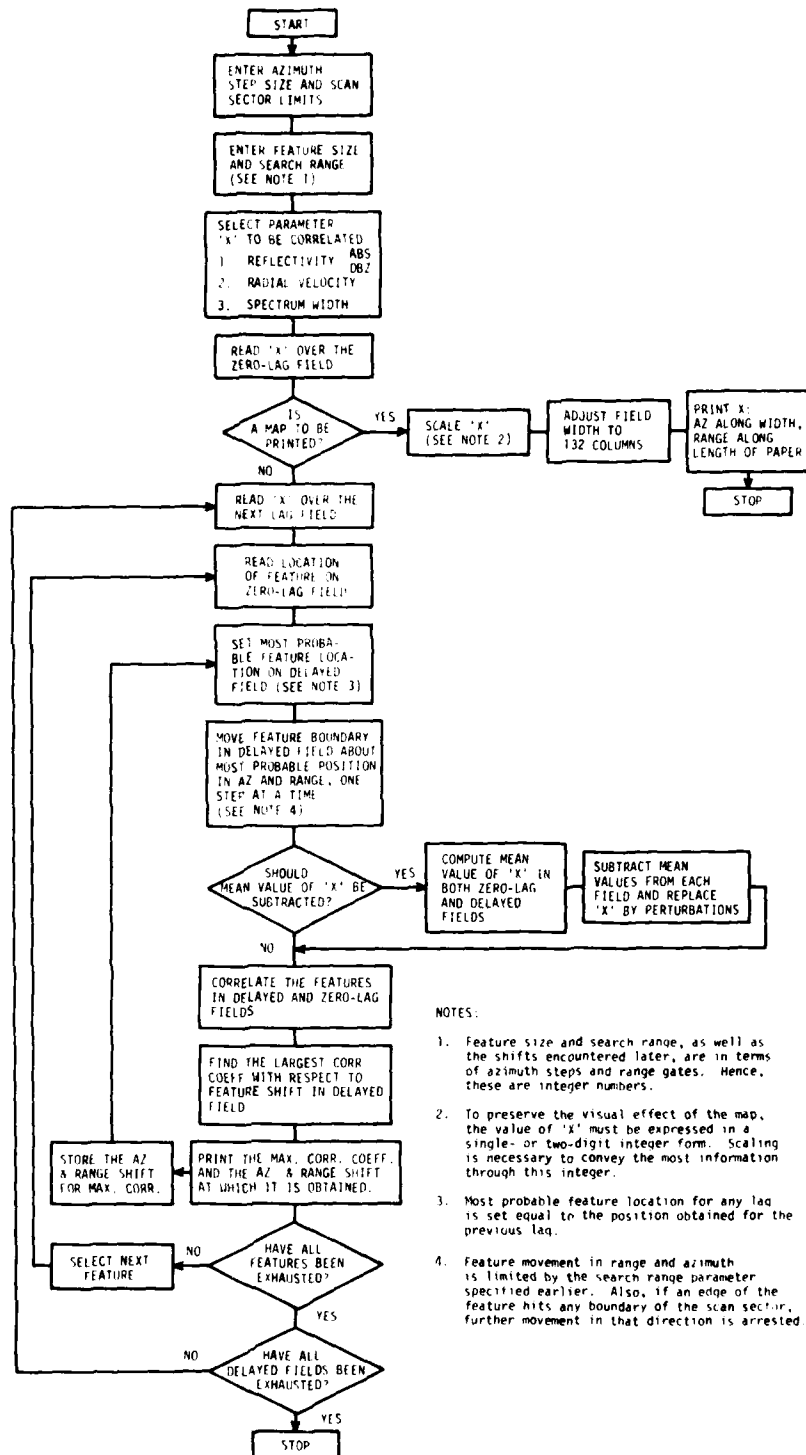 START
ENTER AZIMUTH
STEP SIZE AND SCAN
SECTOR LIMITS
ENTER FEATURE SIZE
AND SEARCH RANGE
(SEE NOTE 1)
SELECT PARAMETER
'X' TO BE CORRELATED
1. REFLECTIVITY ABS
DBZ
2. RADIAL VELOCITY
3. SPECTRUM WIDTH
READ 'X' OVER THE
ZERO-LAG FIELD
IS
A MAP TO BE
PRINTED?
YES
SCALE 'X'
(SEE NOTE 2)
ADJUST FIELD
WIDTH TO
132 COLUMNS
PRINT X:
AZ ALONG WIDTH,
RANGE ALONG
LENGTH OF PAPER
STOP
NO
READ 'X' OVER THE
NEXT LAG FIELD
READ LOCATION
OF FEATURE ON
ZERO-LAG FIELD
SET MOST PROBA-
BLE FEATURE LOCA-
TION ON DELAYED
FIELD (SEE NOTE 3)
MOVE FEATURE BOUNDARY
IN DELAYED FIELD ABOUT
MOST PROBABLE POSITION
IN AZ AND RANGE, ONE
STEP AT A TIME
(SEE NOTE 4)
SHOULD
MEAN VALUE OF 'X' BE
SUBTRACTED?
YES
COMPUTE MEAN
VALUE OF 'X' IN
BOTH ZERO-LAG
AND DELAYED
FIELDS
SUBTRACT MEAN
VALUES FROM EACH
FIELD AND REPLACE
'X' BY PERTURBATIONS
NO
CORRELATE THE FEATURES
IN DELAYED AND ZERO-LAG
FIELDS
FIND THE LARGEST CORR
COEFF WITH RESPECT TO
FEATURE SHIFT IN DELAYED
FIELD
STORE THE AZ
& RANGE SHIFT
FOR MAX. CORR.
PRINT THE MAX. CORR. COEFF.
AND THE AZ & RANGE SHIFT
AT WHICH IT IS OBTAINED.
SELECT NEXT
FEATURE
NO
HAVE ALL
FEATURES BEEN
EXHAUSTED?
YES
NO
HAVE ALL
DELAYED FIELDS BEEN
EXHAUSTED?
YES
STOP
NOTES:
1. Feature size and search range, as well as
the shifts encountered later, are in terms
of azimuth steps and range gates. Hence,
these are integer numbers.
2. To preserve the visual effect of the map,
the value of 'X' must be expressed in a
single- or two-digit integer form. Scaling
is necessary to convey the most information
through this integer.
3. Most probable feature location for any lag
is set equal to the position obtained for the
previous lag.
4. Feature movement in range and azimuth
is limited by the search range parameter
specified earlier. Also, if an edge of the
feature hits any boundary of the scan sector,
further movement in that direction is arrested.